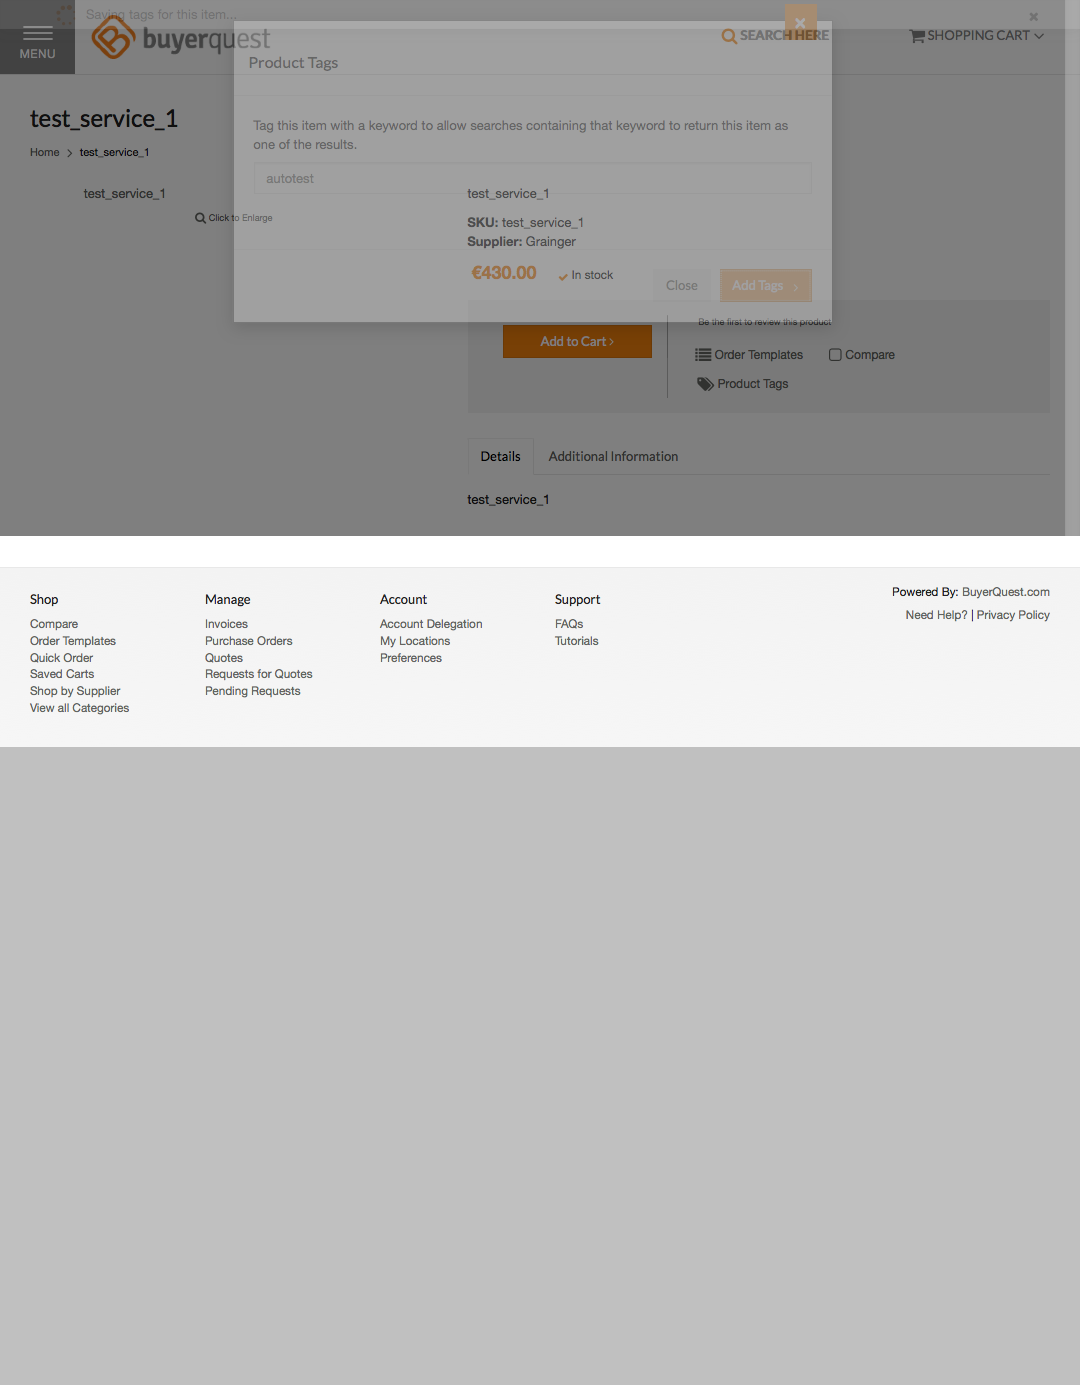 Saving tags for this item...
MENU
buyerquest
SEARCH HERE
SHOPPING CART
Product Tags
test_service_1
Home > test_service_1
Tag this item with a keyword to allow searches containing that keyword to return this item as
one of the results.
autotest
test_service_1
Click to Enlarge
test_service_1
SKU: test_service_1
Supplier: Grainger
€430.00
In stock
Close
Add Tags
Be the first to review this product
Add to Cart
Order Templates
Compare
Product Tags
Details
Additional Information
test_service_1
Shop
Compare
Order Templates
Quick Order
Saved Carts
Shop by Supplier
View all Categories
Manage
Invoices
Purchase Orders
Quotes
Requests for Quotes
Pending Requests
Account
Account Delegation
My Locations
Preferences
Support
FAQs
Tutorials
Powered By: BuyerQuest.com
Need Help? | Privacy Policy